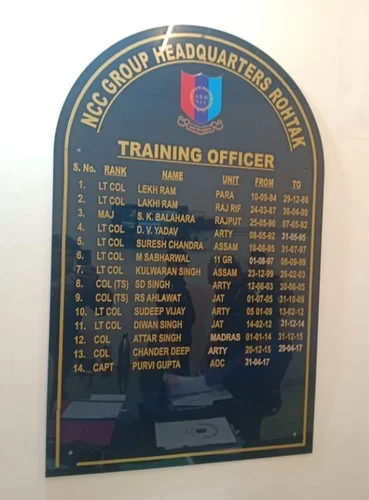 NCC GROUP HEADQUARTERS ROHTAK
TRAINING OFFICER
S. No. RANK NAME UNIT FROM TO
1. LT COL LEKH RAM PARA 10-09-84 29-12-86
2. LT COL LAKHI RAM RAJ RIF 24-03-87 30-04-00
3. MAJ S. K. BALAHARA RAJPUT 25-05-90 07-05-92
4. LT COL D. V. YADAV ARTY 08-05-92 31-05-95
5. LT COL SURESH CHANDRA ASSAM 10-08-95 31-07-97
6. LT COL M SABHARWAL 11 GR 01-08-97 06-09-99
7. LT COL KULWARAN SINGH ASSAM 23-12-99 28-02-03
8. COL (TS) SD SINGH ARTY 12-06-03 30-06-05
9. COL (TS) RS AHLAWAT JAT 01-07-05 31-10-09
10. LT COL SUDEEP VIJAY ARTY 05 01-09 13-02-12
11. LT COL DIWAN SINGH JAT 14-02-12 31-12-14
12. COL ATTAR SINGH MADRAS 01-01-14 31-12-15
13. COL CHANDER DEEP ARTY 20-12-15 29-04-17
14. CAPT PURVI GUPTA AOC 31-04-17